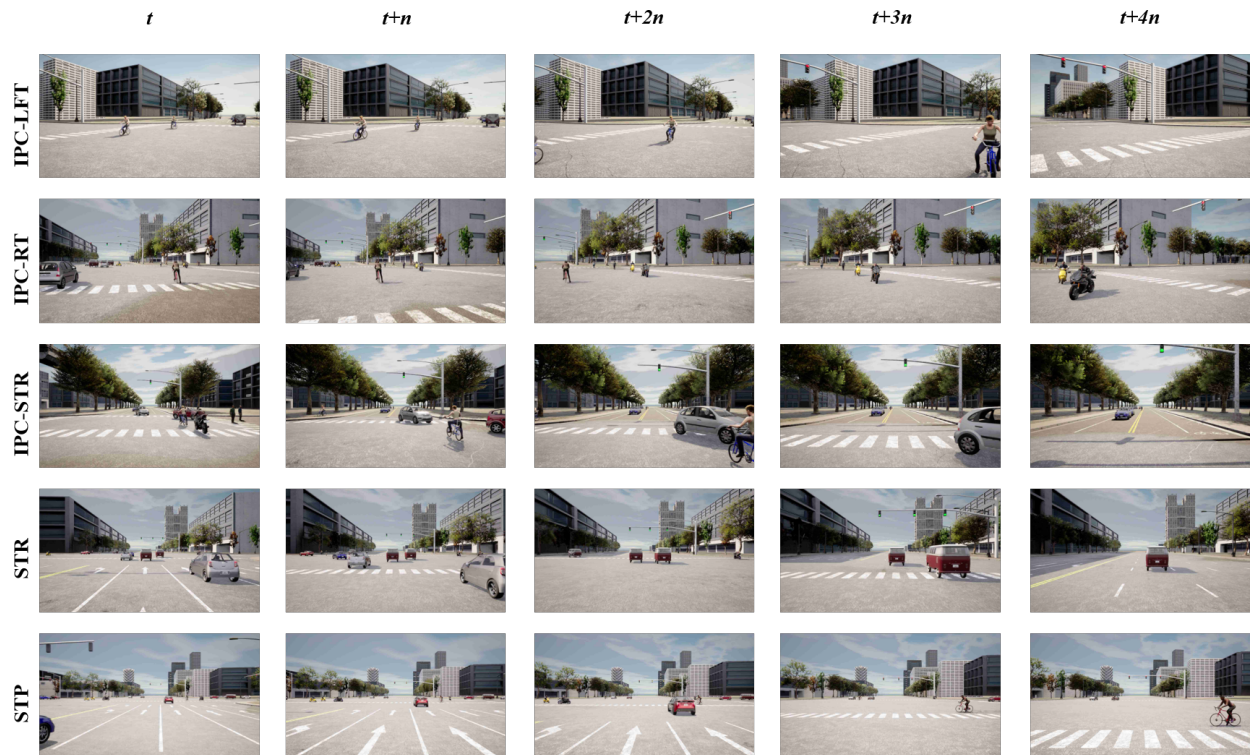 t t+n t+2n t+3n t+4n
IPC-LFT
IPC-RT
IPC-STR
STR
STP